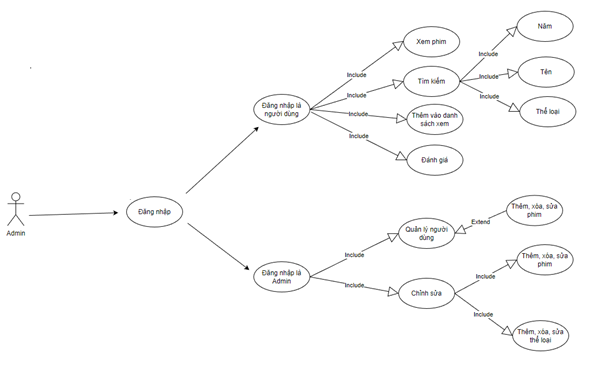 Năm
Xem phim
Include
Include
Include
Tìm kiếm
Include
Tên
Đăng nhập là
người dùng
Include
Include
Include
Thể loại
Thêm vào danh
sách xem
Include
Đánh giá
Admin
Đăng nhập
Thêm, xóa, sửa
phim
Extend
Quản lý người
dùng
Include
Thêm, xóa, sửa
phim
Include
Đăng nhập là
Admin
Include
Chỉnh sửa
Include
Thêm, xóa, sửa
thể loại